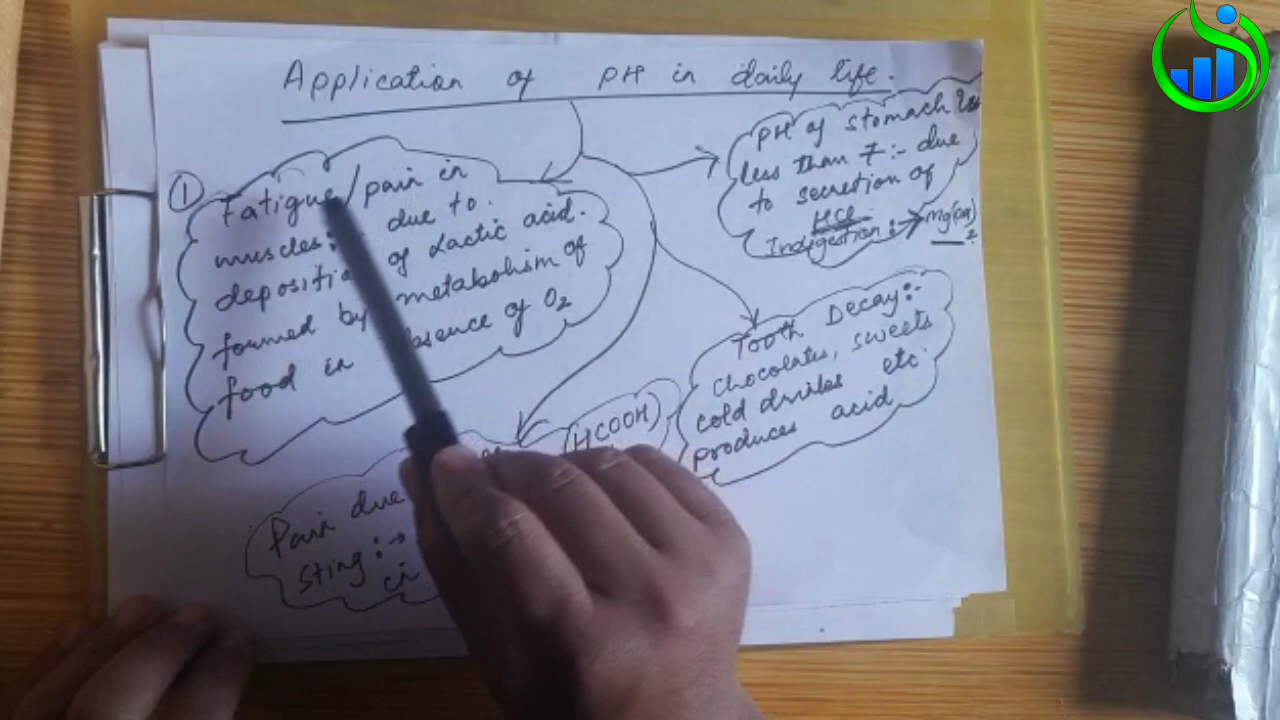 Application of PH in daily life.
①
Fatigue/pain in
muscles: due to.
deposition of Lactic acid.
formed by metabolism of
food in absence of O2
PH of stomach is
less than 7:- due
to secretion of
HCl
Indigestion :→ Mg(OH)2
Tooth Decay:-
chocolates, sweets
cold drinks etc
produces acid
(HCOOH)
Pain due
sting :→
in